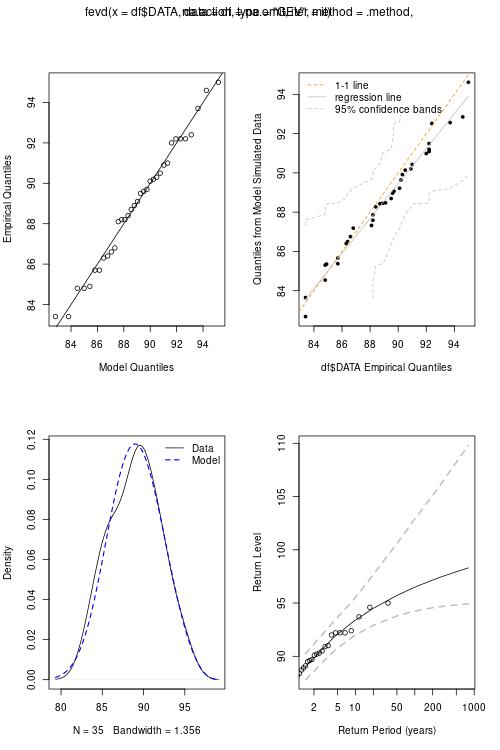 fevd(x = df$DATA, data = df, type = "GEV", method = .method,
94
92
90
88
86
84
Empirical Quantiles
84 86 88 90 92 94
Model Quantiles
1-1 line
regression line
95% confidence bands
94
92
90
88
86
84
Quantiles from Model Simulated Data
84 86 88 90 92 94
df$DATA Empirical Quantiles
Data
Model
0.12
0.10
0.08
0.06
0.04
0.02
0.00
Density
80 85 90 95
N = 35 Bandwidth = 1.356
110
105
100
95
90
Return Level
2 5 10 50 200 1000
Return Period (years)